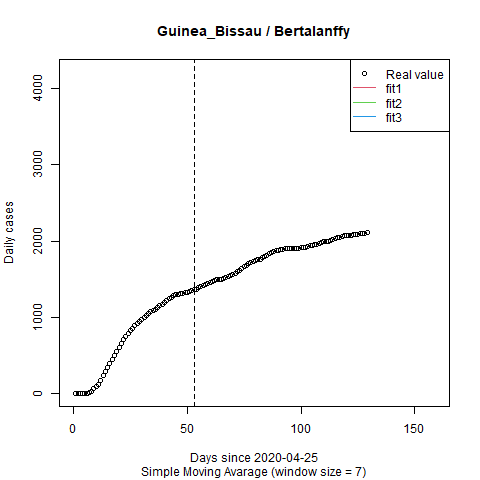 Guinea_Bissau / Bertalanffy
Real value
fit1
fit2
fit3
Daily cases
4000
3000
2000
1000
0
0 50 100 150
Days since 2020-04-25
Simple Moving Avarage (window size = 7)